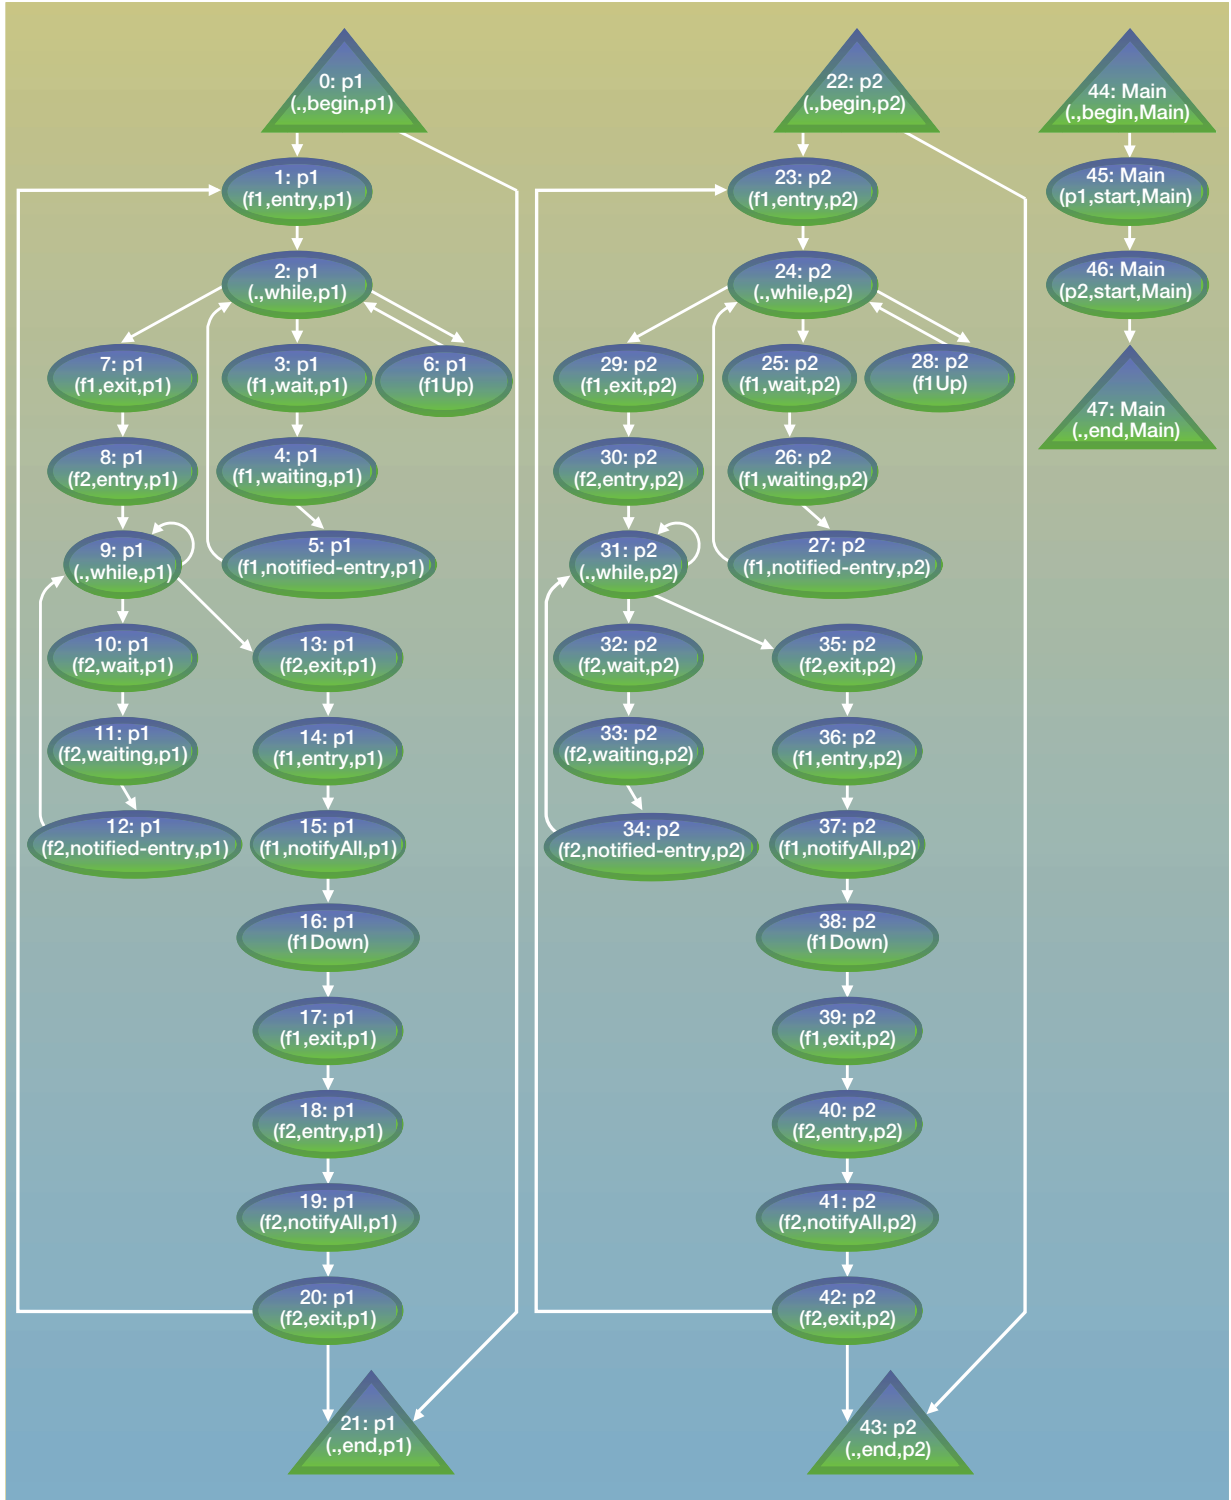 0: p1
(.,begin,p1)
1: p1
(f1,entry,p1)
2: p1
(.,while,p1)
7: p1
(f1,exit,p1)
3: p1
(f1,wait,p1)
6: p1
(f1Up)
8: p1
(f2,entry,p1)
4: p1
(f1,waiting,p1)
9: p1
(.,while,p1)
5: p1
(f1,notified-entry,p1)
10: p1
(f2,wait,p1)
13: p1
(f2,exit,p1)
11: p1
(f2,waiting,p1)
14: p1
(f1,entry,p1)
12: p1
(f2,notified-entry,p1)
15: p1
(f1,notifyAll,p1)
16: p1
(f1Down)
17: p1
(f1,exit,p1)
18: p1
(f2,entry,p1)
19: p1
(f2,notifyAll,p1)
20: p1
(f2,exit,p1)
21: p1
(.,end,p1)
22: p2
(.,begin,p2)
23: p2
(f1,entry,p2)
24: p2
(.,while,p2)
29: p2
(f1,exit,p2)
25: p2
(f1,wait,p2)
28: p2
(f1Up)
30: p2
(f2,entry,p2)
26: p2
(f1,waiting,p2)
31: p2
(.,while,p2)
27: p2
(f1,notified-entry,p2)
32: p2
(f2,wait,p2)
35: p2
(f2,exit,p2)
33: p2
(f2,waiting,p2)
36: p2
(f1,entry,p2)
34: p2
(f2,notified-entry,p2)
37: p2
(f1,notifyAll,p2)
38: p2
(f1Down)
39: p2
(f1,exit,p2)
40: p2
(f2,entry,p2)
41: p2
(f2,notifyAll,p2)
42: p2
(f2,exit,p2)
43: p2
(.,end,p2)
44: Main
(.,begin,Main)
45: Main
(p1,start,Main)
46: Main
(p2,start,Main)
47: Main
(.,end,Main)